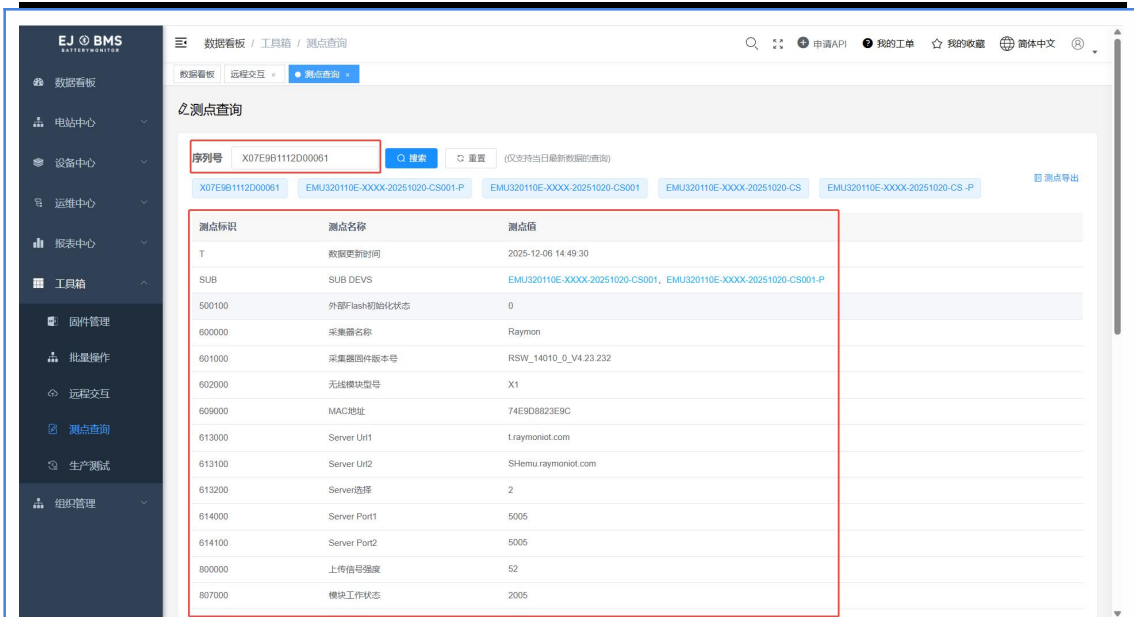 EJ BMS
BATTERYMONITOR
数据看板 / 工具箱 / 测点查询
申请API
我的工单
我的收藏
简体中文
数据看板
远程交互 ×
测点查询 ×
数据看板
电站中心
设备中心
运维中心
报表中心
工具箱
固件管理
批量操作
远程交互
测点查询
生产测试
组织管理
测点查询
序列号 X07E9B1112D00061 搜索 重置 (仅支持当日最新数据的查询)
测点导出
X07E9B1112D00061 EMU320110E-XXXX-20251020-CS001-P EMU320110E-XXXX-20251020-CS001 EMU320110E-XXXX-20251020-CS EMU320110E-XXXX-20251020-CS -P
测点标识 测点名称 测点值
T 数据更新时间 2025-12-06 14:49:30
SUB SUB DEVS EMU320110E-XXXX-20251020-CS001, EMU320110E-XXXX-20251020-CS001-P
500100 外部Flash初始化状态 0
600000 采集器名称 Raymon
601000 采集器固件版本号 RSW_14010_0_V4.23.232
602000 无线模块型号 X1
609000 MAC地址 74E9D8823E9C
613000 Server Url1 t.raymoniot.com
613100 Server Url2 SHemu.raymoniot.com
613200 Server选择 2
614000 Server Port1 5005
614100 Server Port2 5005
800000 上传信号强度 52
807000 模块工作状态 2005